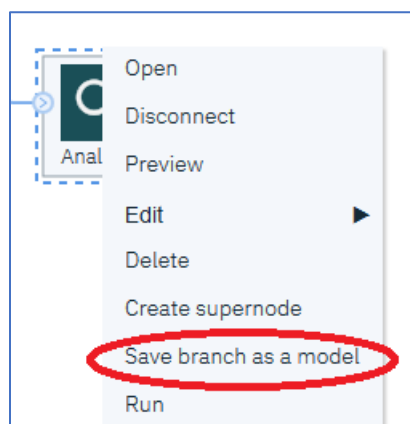 Open
Disconnect
Anal
Preview
Edit
Delete
Create supernode
Save branch as a model
Run